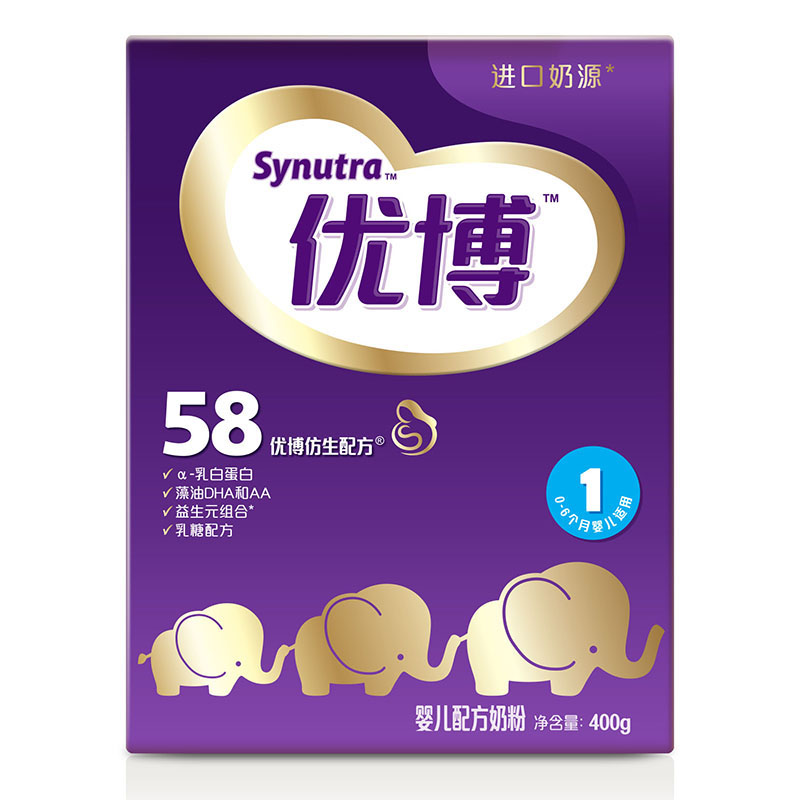 进口奶源*
Synutra™
优博™
58 优博仿生配方®
✓ α-乳白蛋白
✓ 藻油DHA和AA
✓ 益生元组合*
✓ 乳糖配方
1
0-6个月婴儿适用
婴儿配方奶粉 净含量: 400g